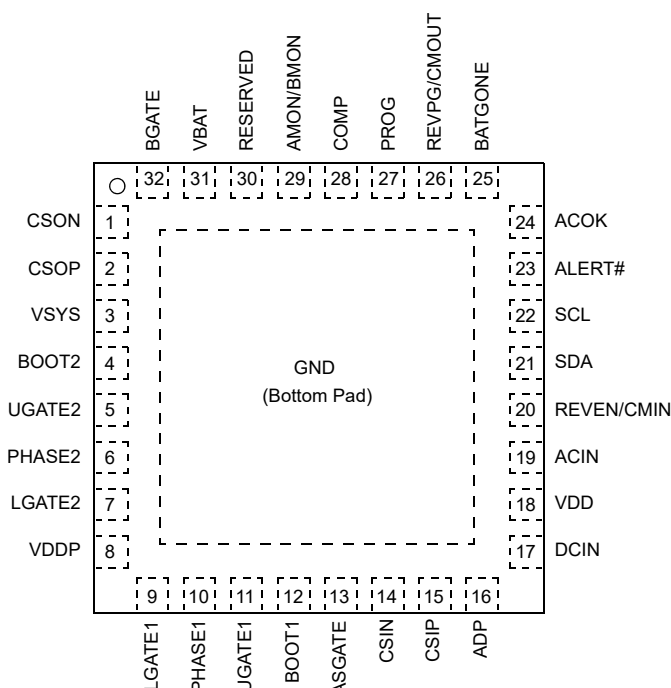 BGATE
VBAT
RESERVED
AMON/BMON
COMP
PROG
REVPG/CMOUT
BATGONE
32 31 30 29 28 27 26 25
CSON 1
24 ACOK
CSOP 2
23 ALERT#
VSYS 3
22 SCL
BOOT2 4
21 SDA
UGATE2 5
20 REVEN/CMIN
PHASE2 6
19 ACIN
LGATE2 7
18 VDD
VDDP 8
17 DCIN
GND
(Bottom Pad)
9 10 11 12 13 14 15 16
LGATE1
PHASE1
UGATE1
BOOT1
ASGATE
CSIN
CSIP
ADP